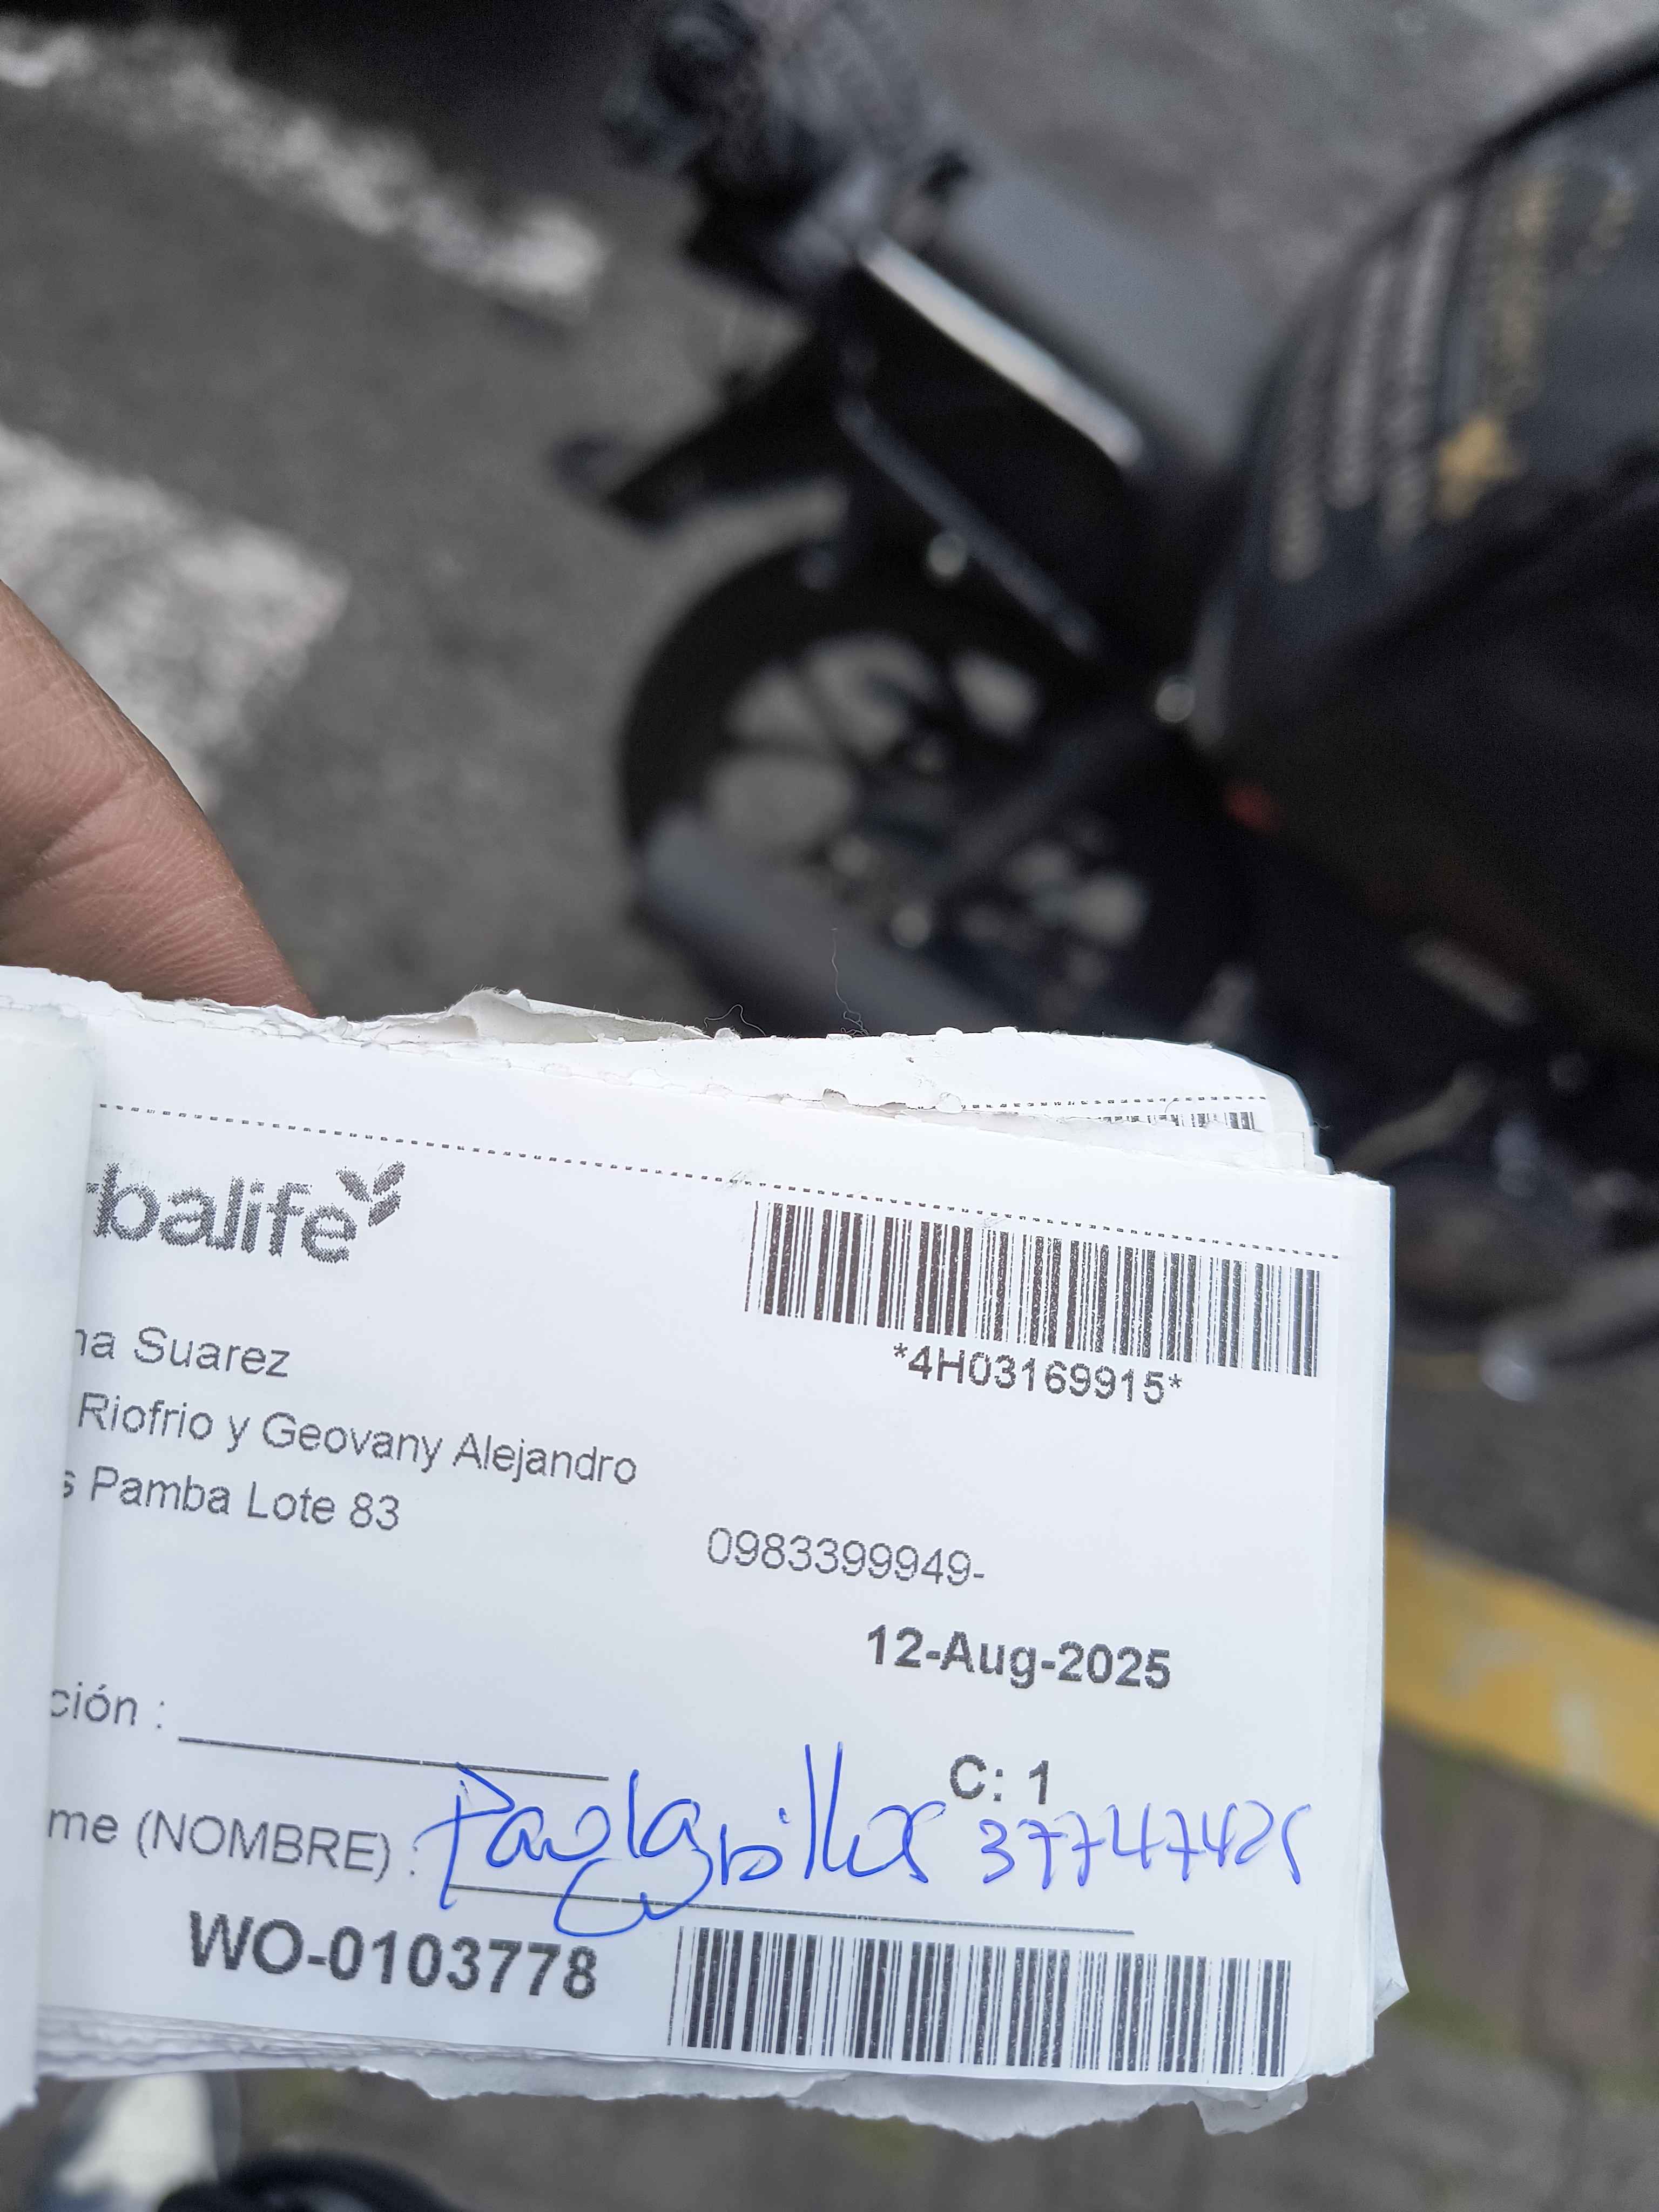 rbalife
*4H03169915*
na Suarez
Riofrio y Geovany Alejandro
s Pamba Lote 83
0983399949-
12-Aug-2025
ción :
C: 1
me (NOMBRE) : Paola
WO-0103778